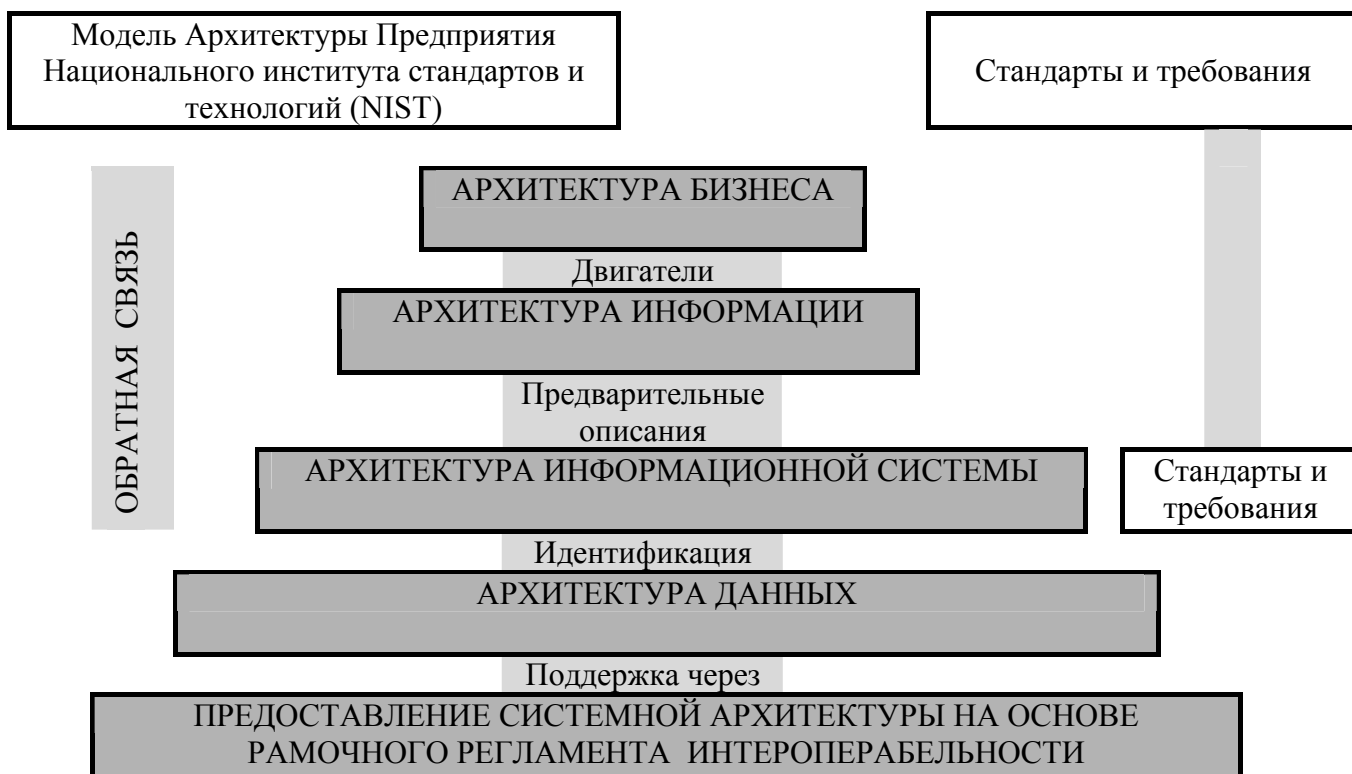 Модель Архитектуры Предприятия
Национального института стандартов и
технологий (NIST)
Стандарты и требования
АРХИТЕКТУРА БИЗНЕСА
Двигатели
АРХИТЕКТУРА ИНФОРМАЦИИ
Предварительные
описания
АРХИТЕКТУРА ИНФОРМАЦИОННОЙ СИСТЕМЫ
Стандарты и
требования
Идентификация
АРХИТЕКТУРА ДАННЫХ
Поддержка через
ПРЕДОСТАВЛЕНИЕ СИСТЕМНОЙ АРХИТЕКТУРЫ НА ОСНОВЕ
РАМОЧНОГО РЕГЛАМЕНТА ИНТЕРОПЕРАБЕЛЬНОСТИ
ОБРАТНАЯ СВЯЗЬ